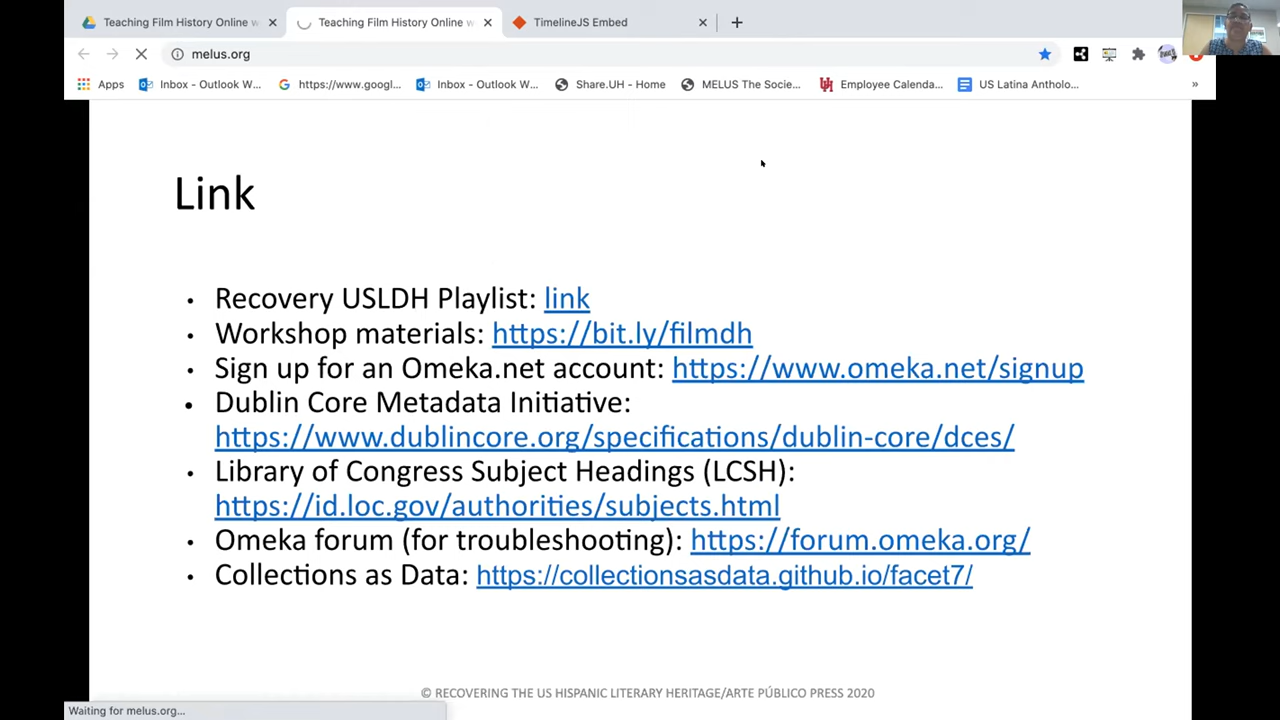 Teaching Film History Online w
Teaching Film History Online w
TimelineJS Embed
melus.org
Apps
Inbox - Outlook W...
https://www.googl...
Inbox - Outlook W...
Share.UH - Home
MELUS The Socie...
Employee Calenda...
US Latina Antholo...
»
Link
• Recovery USLDH Playlist: link
• Workshop materials: https://bit.ly/filmdh
• Sign up for an Omeka.net account: https://www.omeka.net/signup
• Dublin Core Metadata Initiative:
https://www.dublincore.org/specifications/dublin-core/dces/
• Library of Congress Subject Headings (LCSH):
https://id.loc.gov/authorities/subjects.html
• Omeka forum (for troubleshooting): https://forum.omeka.org/
• Collections as Data: https://collectionsasdata.github.io/facet7/
© RECOVERING THE US HISPANIC LITERARY HERITAGE/ARTE PÚBLICO PRESS 2020
Waiting for melus.org...